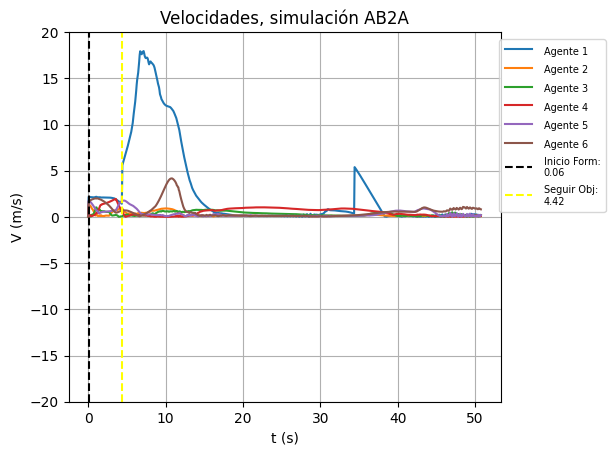 Velocidades, simulación AB2A
20
15
10
5
0
−5
−10
−15
−20
V (m/s)
0
10
20
30
40
50
t (s)
Agente 1
Agente 2
Agente 3
Agente 4
Agente 5
Agente 6
Inicio Form:
0.06
Seguir Obj:
4.42